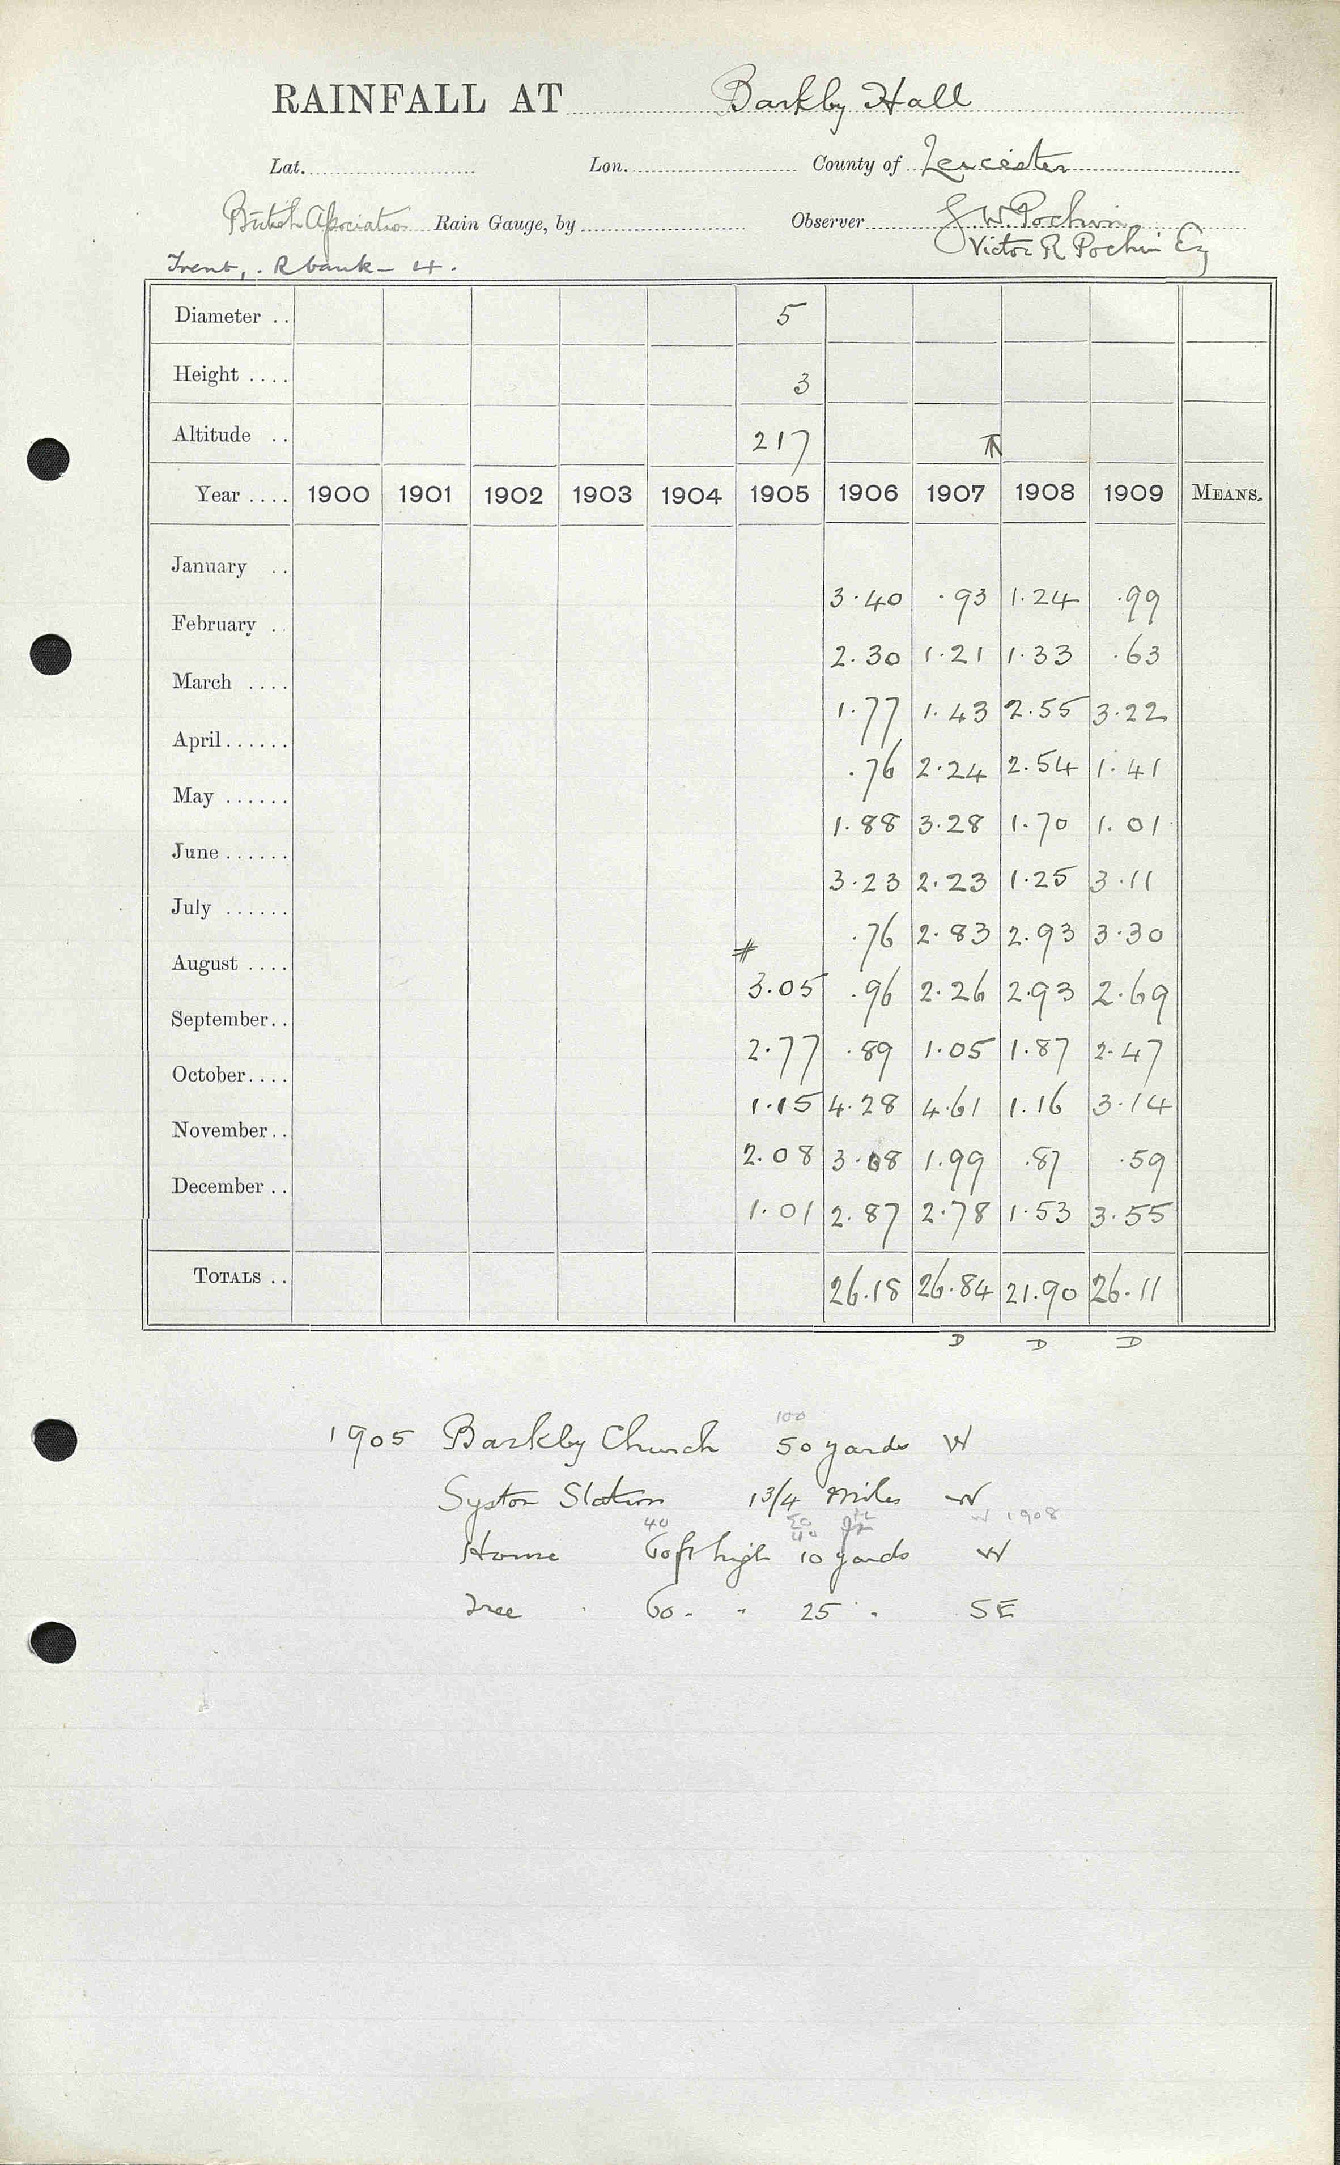 RAINFALL AT Barkby Hall
Lat. Lon. County of Leicester
British Association Rain Gauge, by Observer J. W. Pochin
Victor R Pochin Esq
Trent, . R bank - 4 .
Diameter .. 5
Height .... 3
Altitude .. 217
Year .... 1900 1901 1902 1903 1904 1905 1906 1907 1908 1909 MEANS.
January .. 3.40 .93 1.24 .99
February .. 2.30 1.21 1.33 .63
March .... 1.77 1.43 2.55 3.22
April...... .76 2.24 2.54 1.41
May ...... 1.88 3.28 1.70 1.01
June...... 3.23 2.23 1.25 3.11
July ...... .76 2.83 2.93 3.30
#
August .... 3.05 .96 2.26 2.93 2.69
September.. 2.77 .89 1.05 1.87 2.47
October.... 1.15 4.28 4.61 1.16 3.14
November.. 2.08 3.08 1.99 .87 .59
December .. 1.01 2.87 2.78 1.53 3.55
TOTALS .. 26.18 26.84 21.90 26.11
D D D
100
1905 Barkby Church 50 yards W
Syston Station 1 3/4 Miles W
40 50 40 W 1908
House 60 ft high 10 yards W
Tree " 60 " " 25 " SE